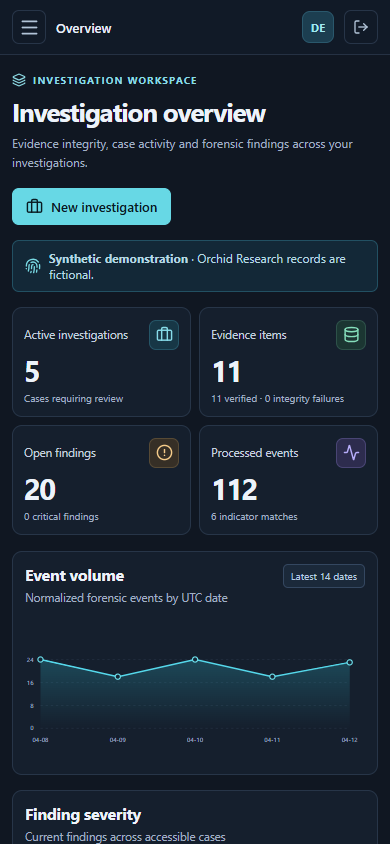 Overview
DE
INVESTIGATION WORKSPACE
Investigation overview
Evidence integrity, case activity and forensic findings across your
investigations.
New investigation
Synthetic demonstration · Orchid Research records are
fictional.
Active investigations
5
Cases requiring review
Evidence items
11
11 verified · 0 integrity failures
Open findings
20
0 critical findings
Processed events
112
6 indicator matches
Event volume
Latest 14 dates
Normalized forensic events by UTC date
24
16
8
0
04-08 04-09 04-10 04-11 04-12
Finding severity
Current findings across accessible cases